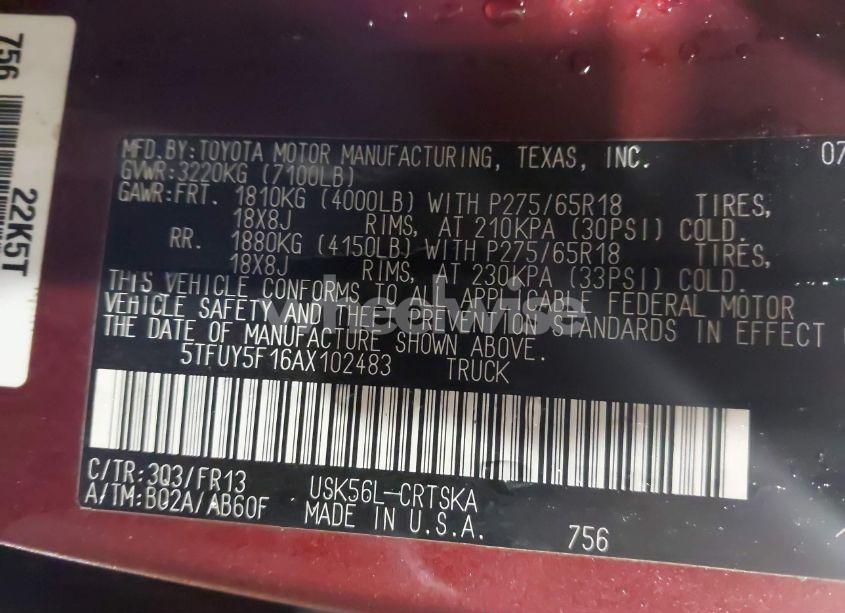 756
22K5T
MFD.BY:TOYOTA MOTOR MANUFACTURING, TEXAS, INC. 07
GVWR:3220KG (7100LB)
GAWR:FRT. 1810KG (4000LB) WITH P275/65R18 TIRES,
18X8J RIMS, AT 210KPA (30PSI) COLD.
RR. 1880KG (4150LB) WITH P275/65R18 TIRES,
18X8J RIMS, AT 230KPA (33PSI) COLD.
THIS VEHICLE CONFORMS TO ALL APPLICABLE FEDERAL MOTOR
VEHICLE SAFETY AND THEFT PREVENTION STANDARDS IN EFFECT
THE DATE OF MANUFACTURE SHOWN ABOVE.
5TFUY5F16AX102483 TRUCK
wheelwise
C/TR:3Q3/FR13 USK56L-CRTSKA
A/TM:B02A/AB60F MADE IN U.S.A. 756